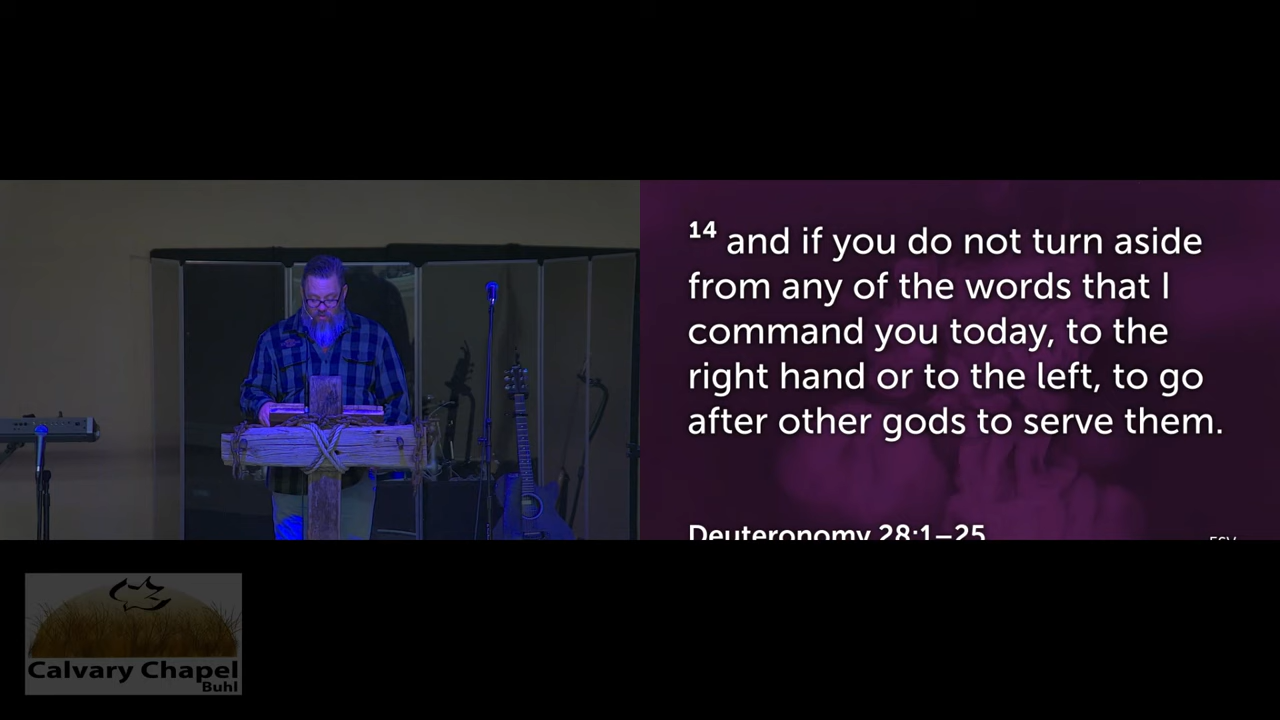 ¹⁴ and if you do not turn aside
from any of the words that I
command you today, to the
right hand or to the left, to go
after other gods to serve them.
Deuteronomy 28:1–25
ESV
Calvary Chapel
Buhl